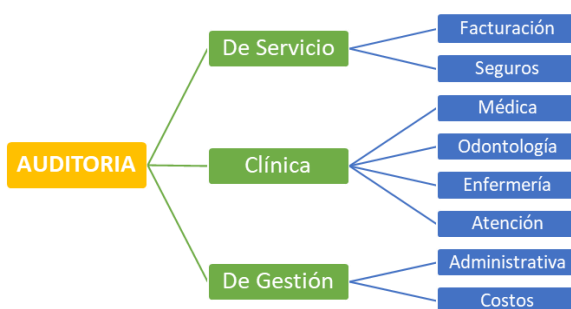 AUDITORIA
De Servicio
Facturación
Seguros
Clínica
Médica
Odontología
Enfermería
Atención
De Gestión
Administrativa
Costos